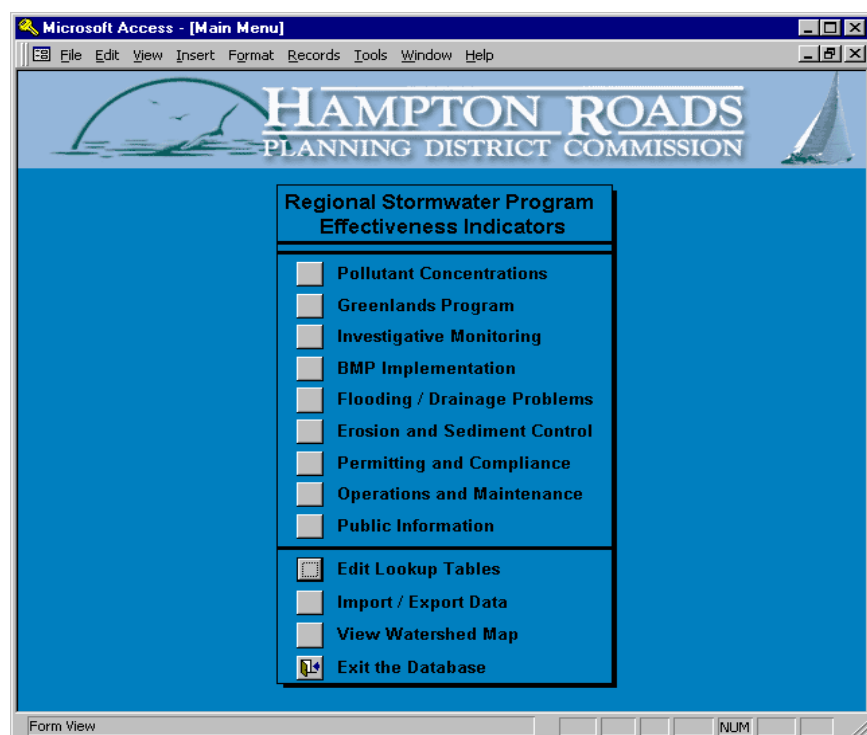 Microsoft Access - [Main Menu]
File Edit View Insert Format Records Tools Window Help
HAMPTON ROADS
PLANNING DISTRICT COMMISSION
Regional Stormwater Program
Effectiveness Indicators
Pollutant Concentrations
Greenlands Program
Investigative Monitoring
BMP Implementation
Flooding / Drainage Problems
Erosion and Sediment Control
Permitting and Compliance
Operations and Maintenance
Public Information
Edit Lookup Tables
Import / Export Data
View Watershed Map
Exit the Database
Form View NUM